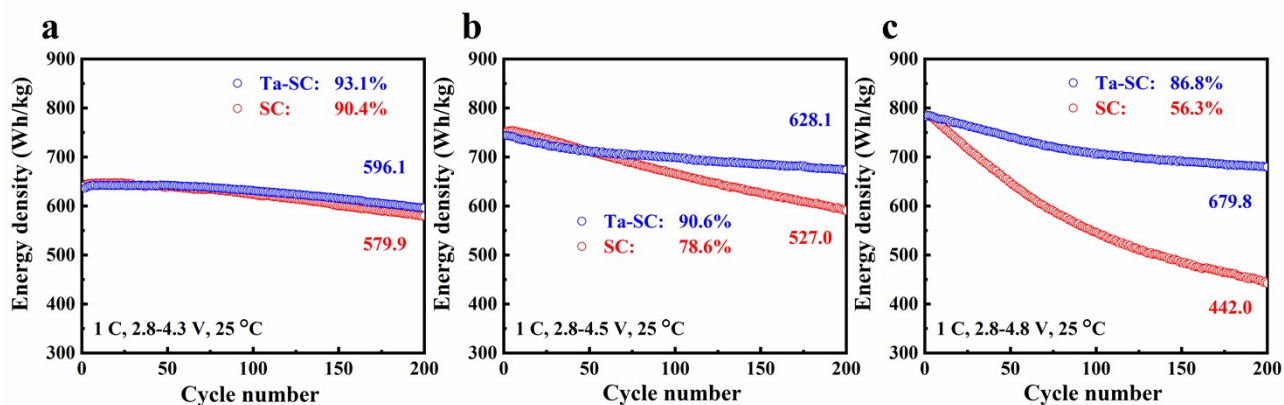 a
Energy density (Wh/kg)
900
800
700
600
500
400
300
Ta-SC: 93.1%
SC: 90.4%
596.1
579.9
1 C, 2.8-4.3 V, 25 °C
0 50 100 150 200
Cycle number
b
Energy density (Wh/kg)
900
800
700
600
500
400
300
628.1
Ta-SC: 90.6%
SC: 78.6%
527.0
1 C, 2.8-4.5 V, 25 °C
0 50 100 150 200
Cycle number
c
Energy density (Wh/kg)
900
800
700
600
500
400
300
Ta-SC: 86.8%
SC: 56.3%
679.8
442.0
1 C, 2.8-4.8 V, 25 °C
0 50 100 150 200
Cycle number